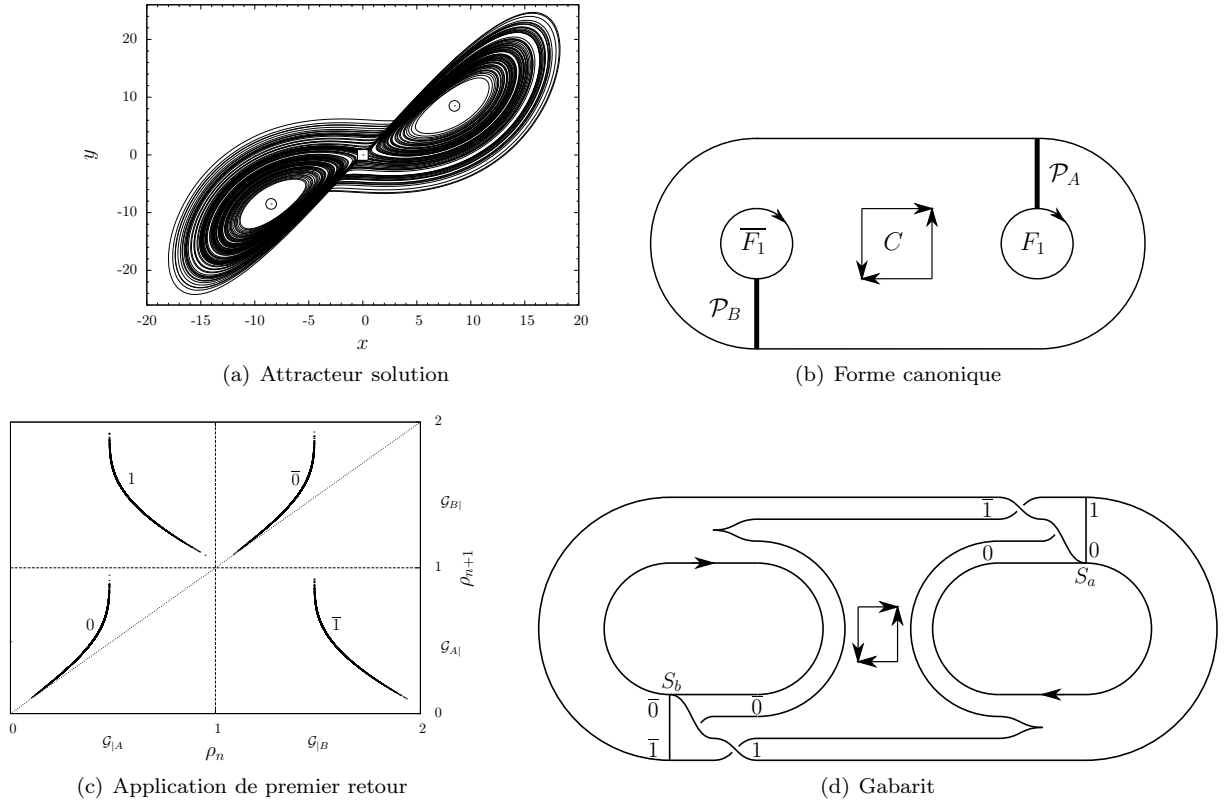 20
10
0
-10
-20
y
-20 -15 -10 -5 0 5 10 15 20
x
(a) Attracteur solution
𝒫_A
F̅₁ C F₁
𝒫_B
(b) Forme canonique
2
1 0̅
𝒢_B|
1
ρ_{n+1}
0 1̅
𝒢_A|
0
0 1 2
𝒢_|A ρ_n 𝒢_|B
(c) Application de premier retour
1̅ 1
0 0
S_a
S_b
0̅ 0̅
1̅ 1
(d) Gabarit